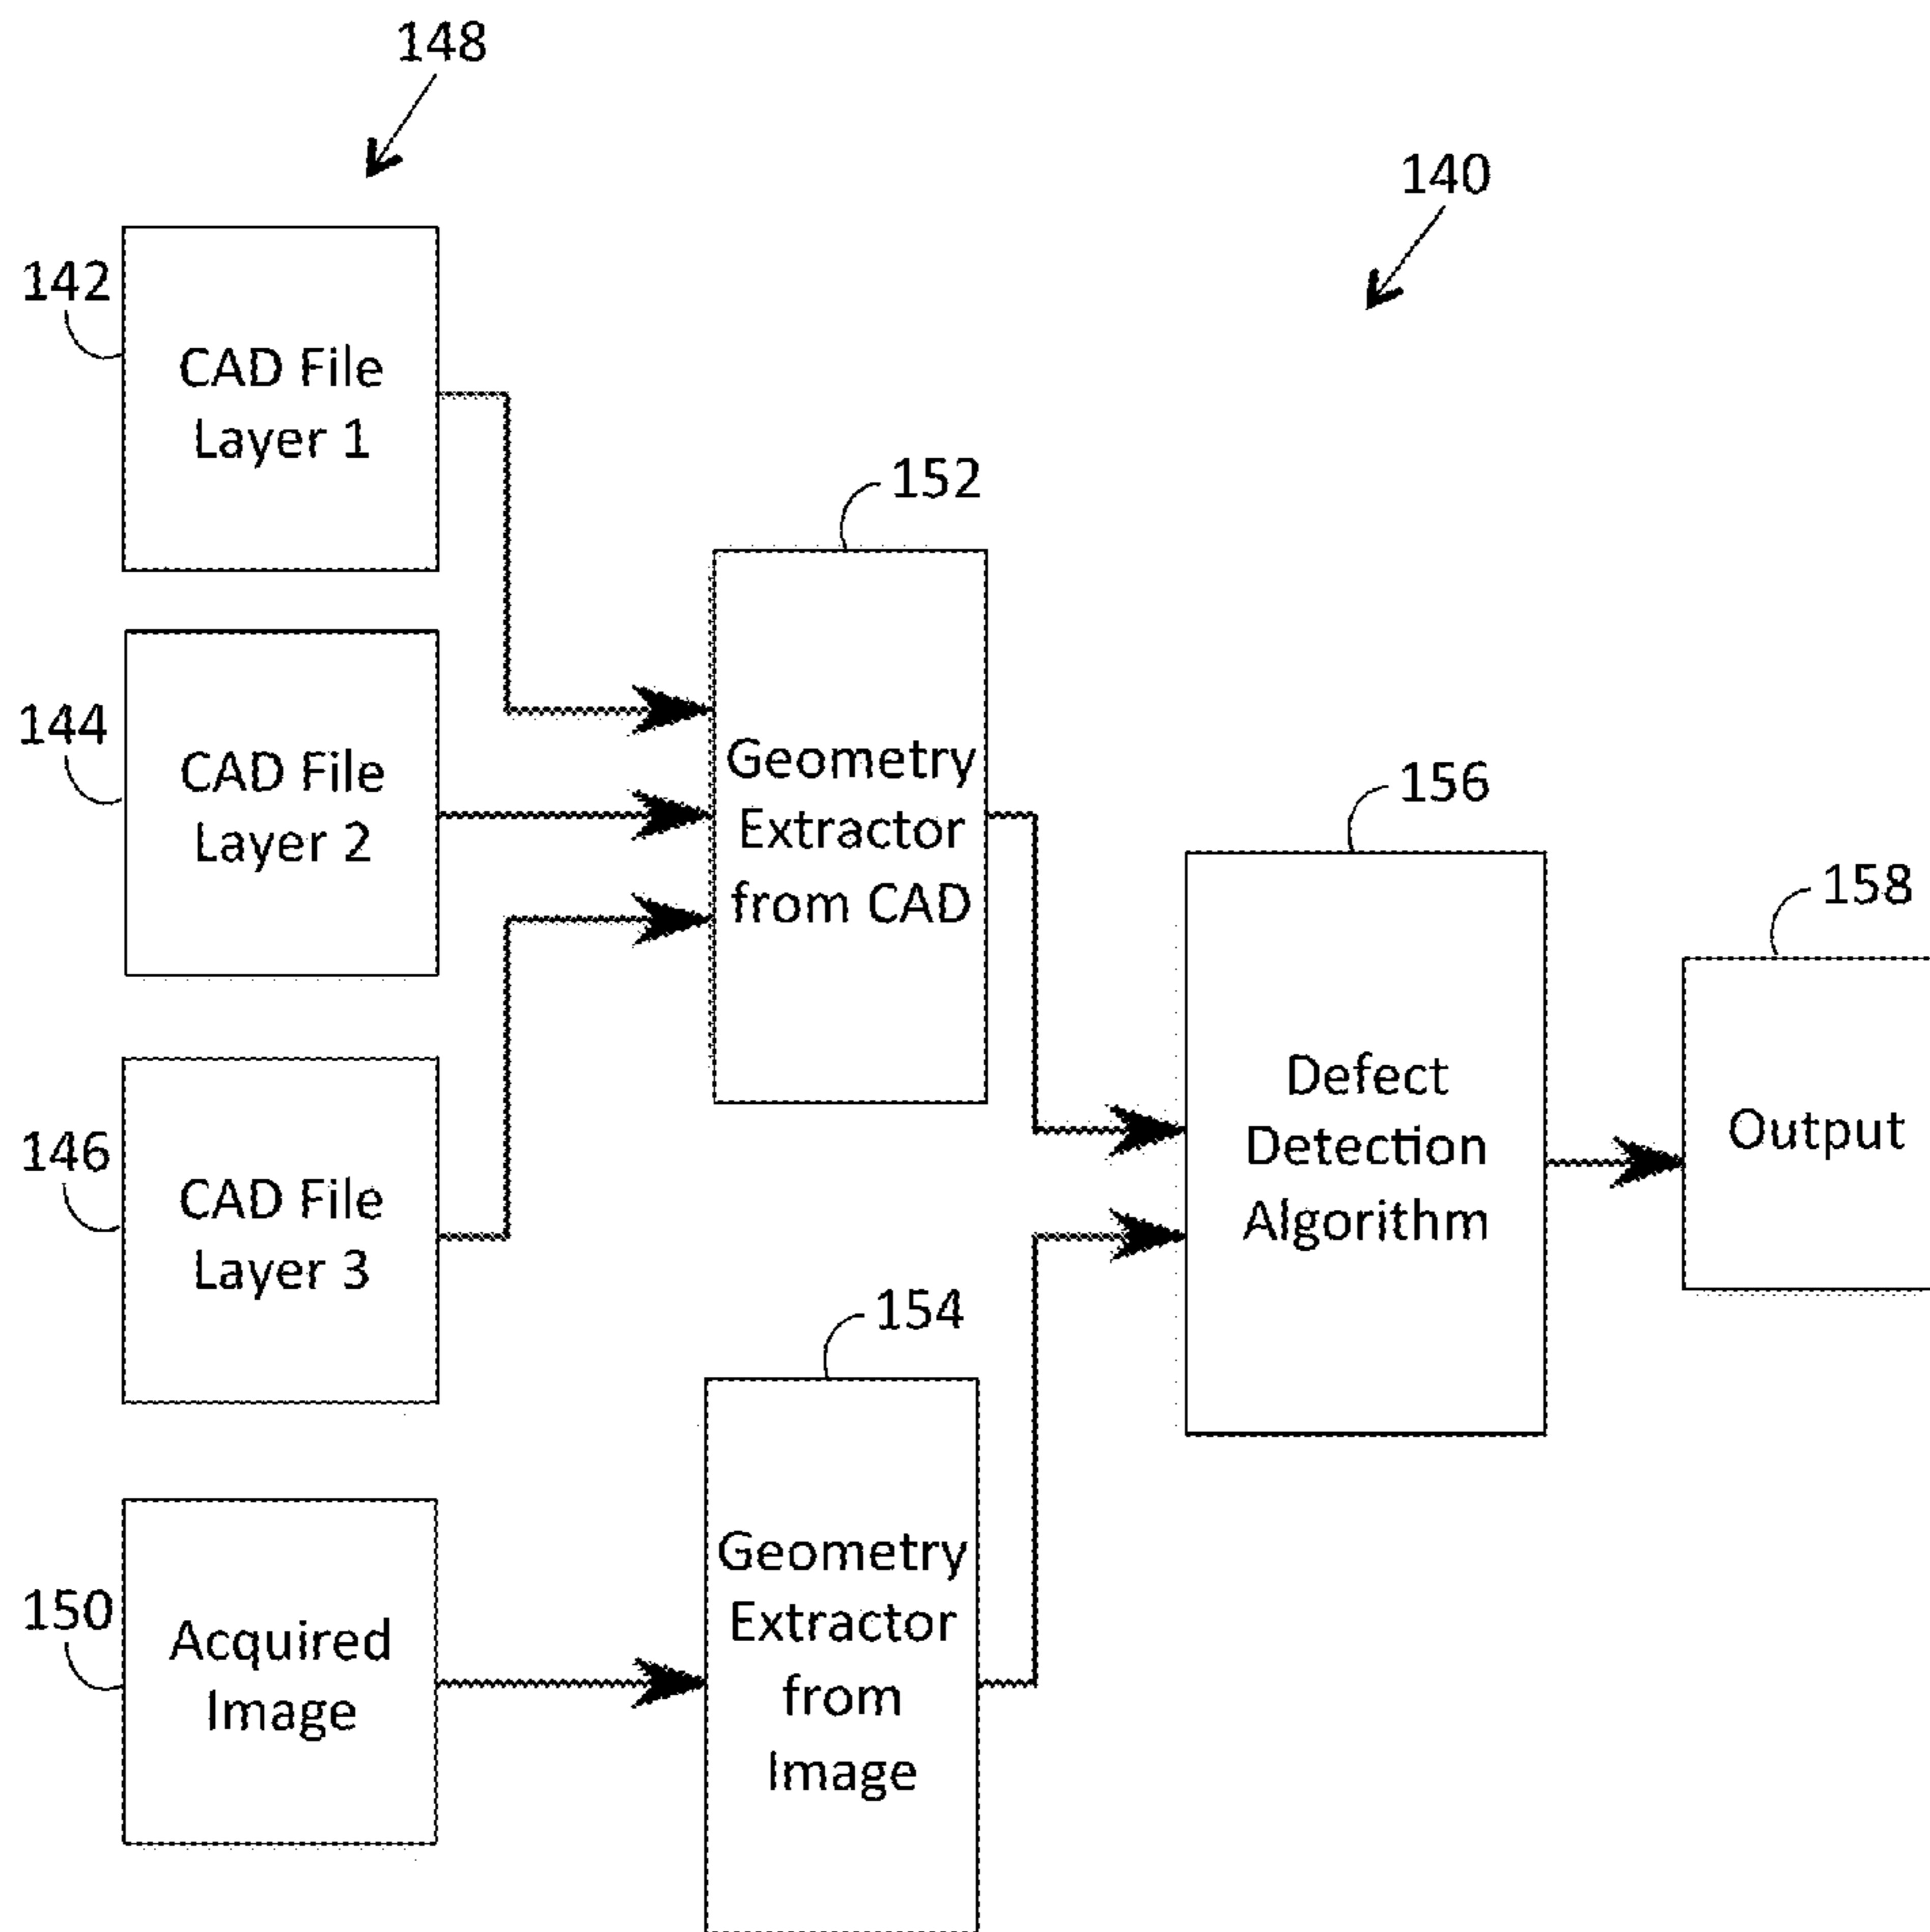 148
140
142
CAD File
Layer 1
152
144
CAD File
Layer 2
Geometry
Extractor
from CAD
156
158
146
CAD File
Layer 3
Defect
Detection
Algorithm
Output
154
150
Acquired
Image
Geometry
Extractor
from
Image